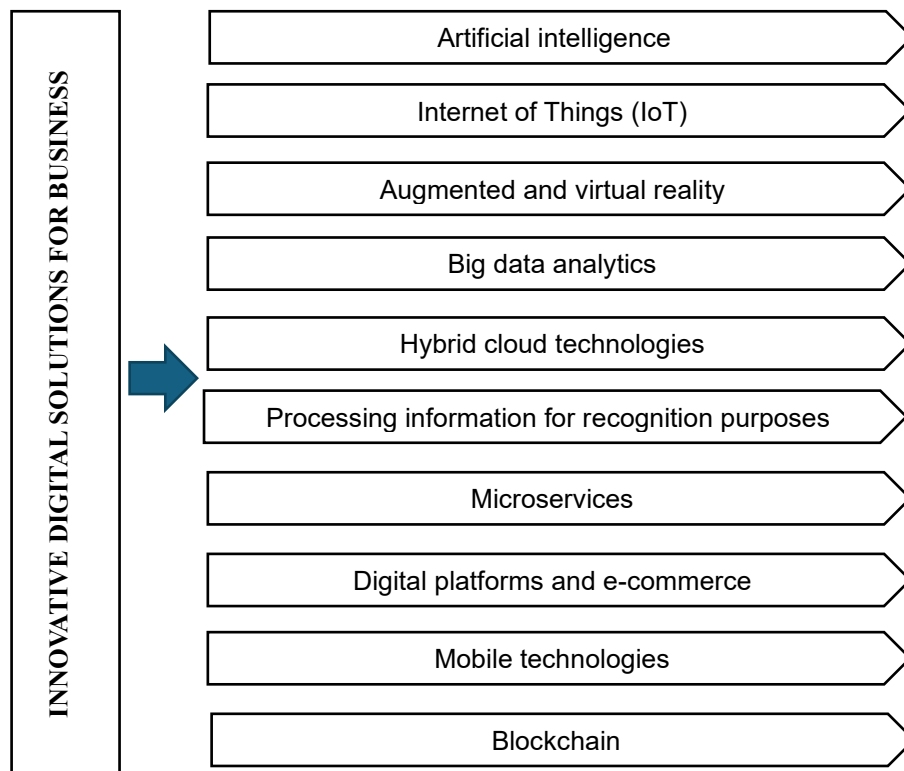 INNOVATIVE DIGITAL SOLUTIONS FOR BUSINESS
Artificial intelligence
Internet of Things (IoT)
Augmented and virtual reality
Big data analytics
Hybrid cloud technologies
Processing information for recognition purposes
Microservices
Digital platforms and e-commerce
Mobile technologies
Blockchain